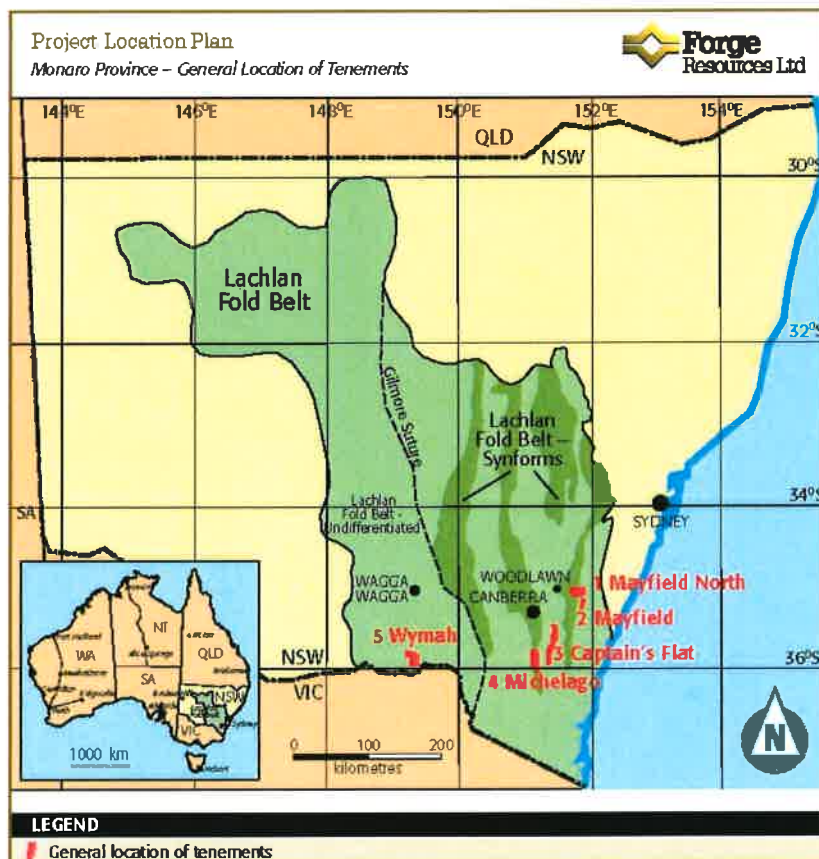 Project Location Plan
Monaro Province – General Location of Tenements
Forge
Resources Ltd
144°E
146°E
148°E
150°E
152°E
154°E
QLD
NSW
30°S
Lachlan
Fold Belt
32°S
Gilmore Suture
Lachlan
Fold Belt –
Synforms
Lachlan
Fold Belt -
Undifferentiated
34°S
SYDNEY
SA
WAGGA
WAGGA
WOODLAWN
CANBERRA
1 Mayfield North
2 Mayfield
3 Captain's Flat
4 Michelago
5 Wymah
NSW
VIC
36°S
NT
WA
QLD
SA
NSW
VIC
Sydney
1000 km
0 100 200
kilometres
N
LEGEND
General location of tenements